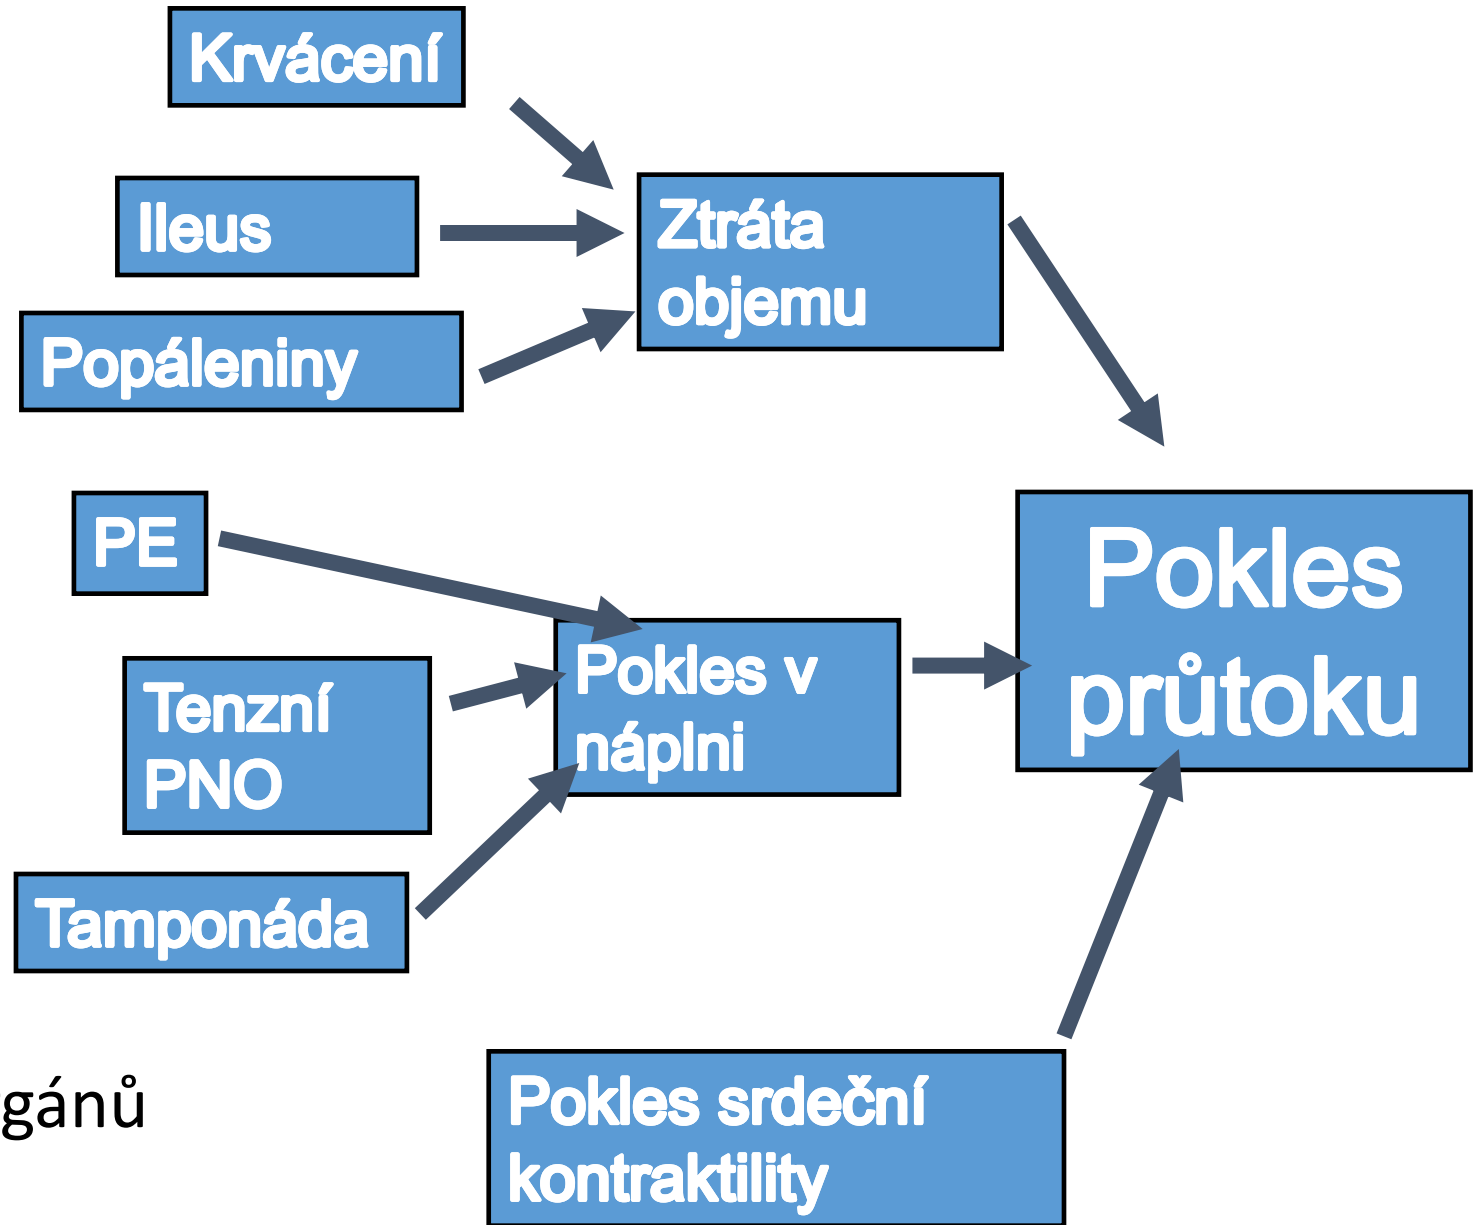 Krvácení
Ileus
Ztráta
objemu
Popáleniny
PE
Pokles
průtoku
Pokles v
náplni
Tenzní
PNO
Tamponáda
gánů
Pokles srdeční
kontraktility